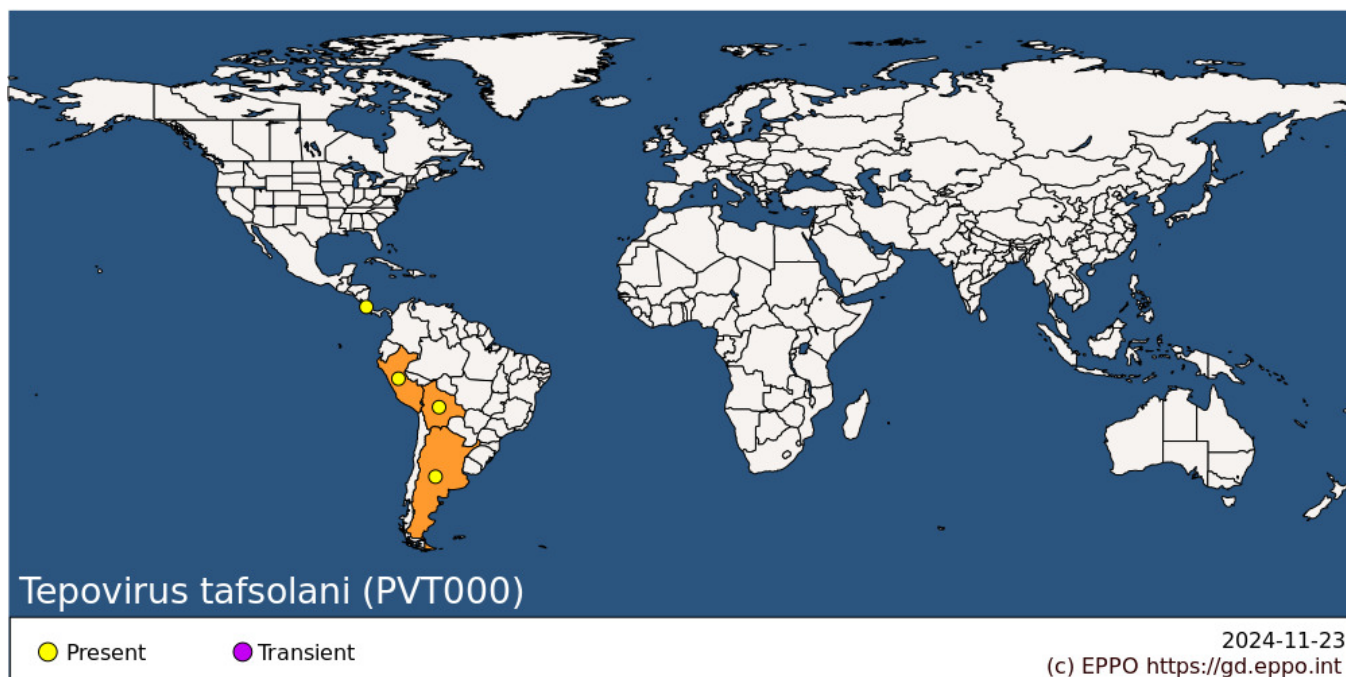 Tepovirus tafsolani (PVT000)
Present
Transient
2024-11-23
(c) EPPO https://gd.eppo.int